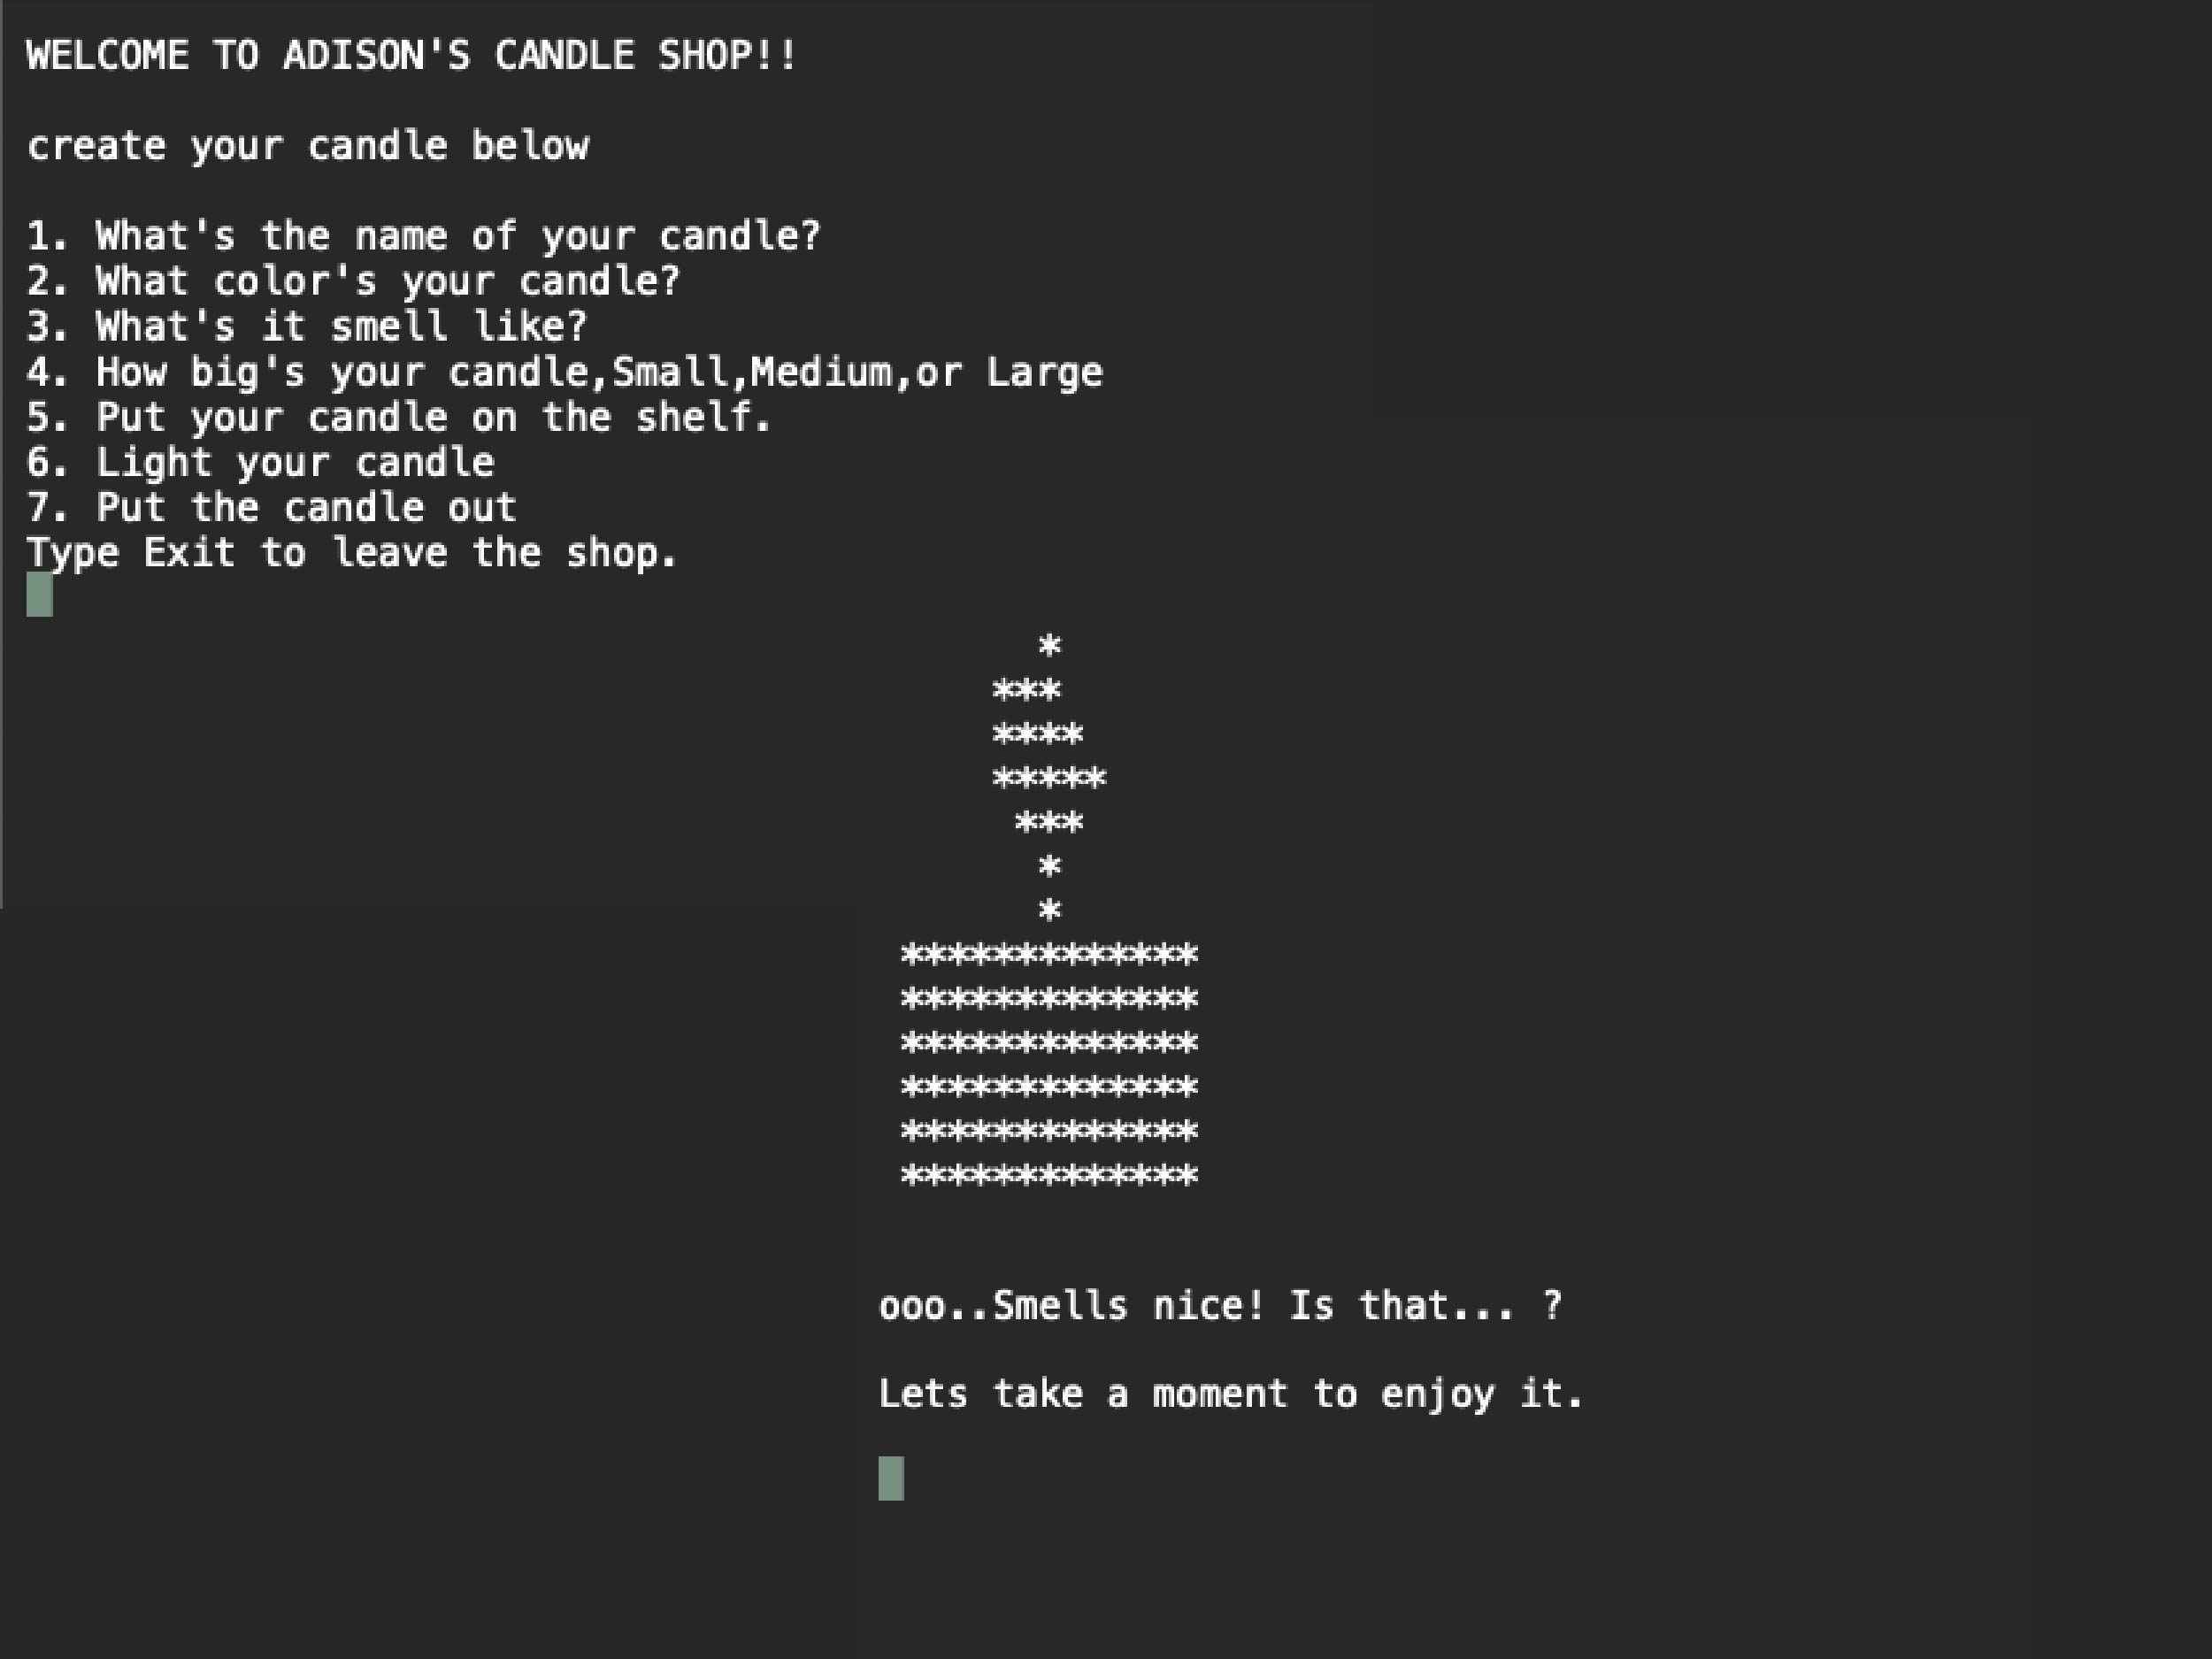 WELCOME TO ADISON'S CANDLE SHOP!!
create your candle below
1. What's the name of your candle?
2. What color's your candle?
3. What's it smell like?
4. How big's your candle,Small,Medium,or Large
5. Put your candle on the shelf.
6. Light your candle
7. Put the candle out
Type Exit to leave the shop.
*
***
****
*****
***
*
*
*************
*************
*************
*************
*************
*************
ooo..Smells nice! Is that... ?
Lets take a moment to enjoy it.